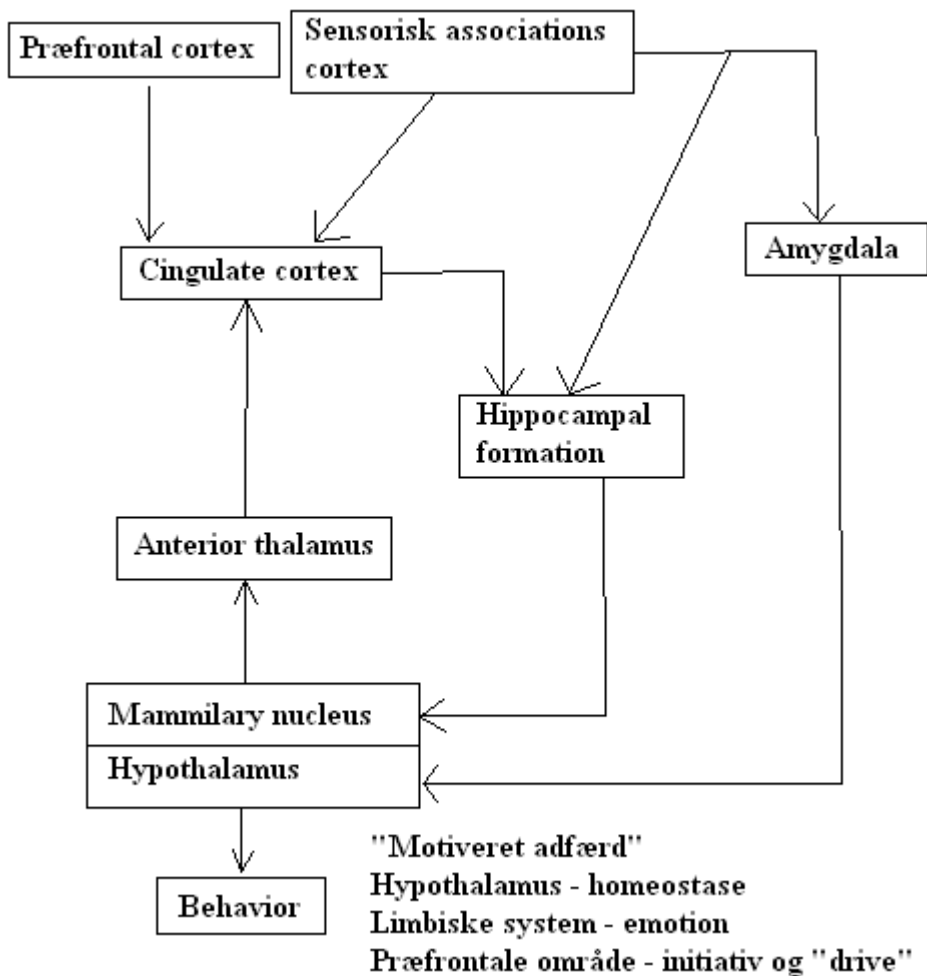 Præfrontal cortex
Sensorisk associations
cortex
Cingulate cortex
Amygdala
Hippocampal
formation
Anterior thalamus
Mammilary nucleus
Hypothalamus
Behavior
"Motiveret adfærd"
Hypothalamus - homeostase
Limbiske system - emotion
Præfrontale område - initiativ og "drive"